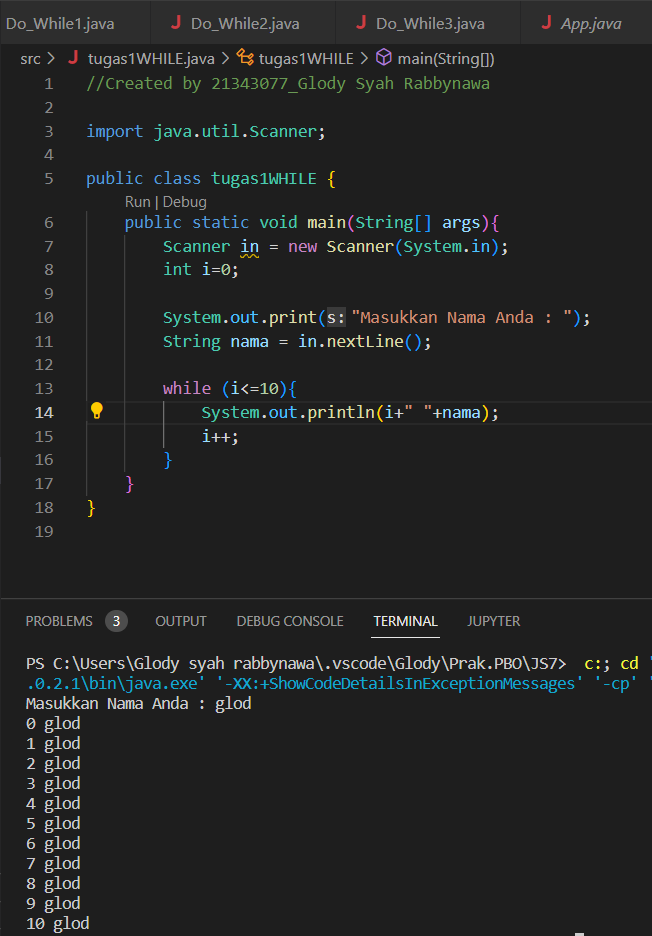 Do_While1.java J Do_While2.java J Do_While3.java J App.java
src > J tugas1WHILE.java > tugas1WHILE > main(String[])
1 //Created by 21343077_Glody Syah Rabbynawa
2
3 import java.util.Scanner;
4
5 public class tugas1WHILE {
Run | Debug
6 public static void main(String[] args){
7 Scanner in = new Scanner(System.in);
8 int i=0;
9
10 System.out.print(s: "Masukkan Nama Anda : ");
11 String nama = in.nextLine();
12
13 while (i<=10){
14 System.out.println(i+" "+nama);
15 i++;
16 }
17 }
18 }
19
PROBLEMS 3 OUTPUT DEBUG CONSOLE TERMINAL JUPYTER
PS C:\Users\Glody syah rabbynawa\.vscode\Glody\Prak.PBO\JS7> c:; cd '
.0.2.1\bin\java.exe' '-XX:+ShowCodeDetailsInExceptionMessages' '-cp' '
Masukkan Nama Anda : glod
0 glod
1 glod
2 glod
3 glod
4 glod
5 glod
6 glod
7 glod
8 glod
9 glod
10 glod